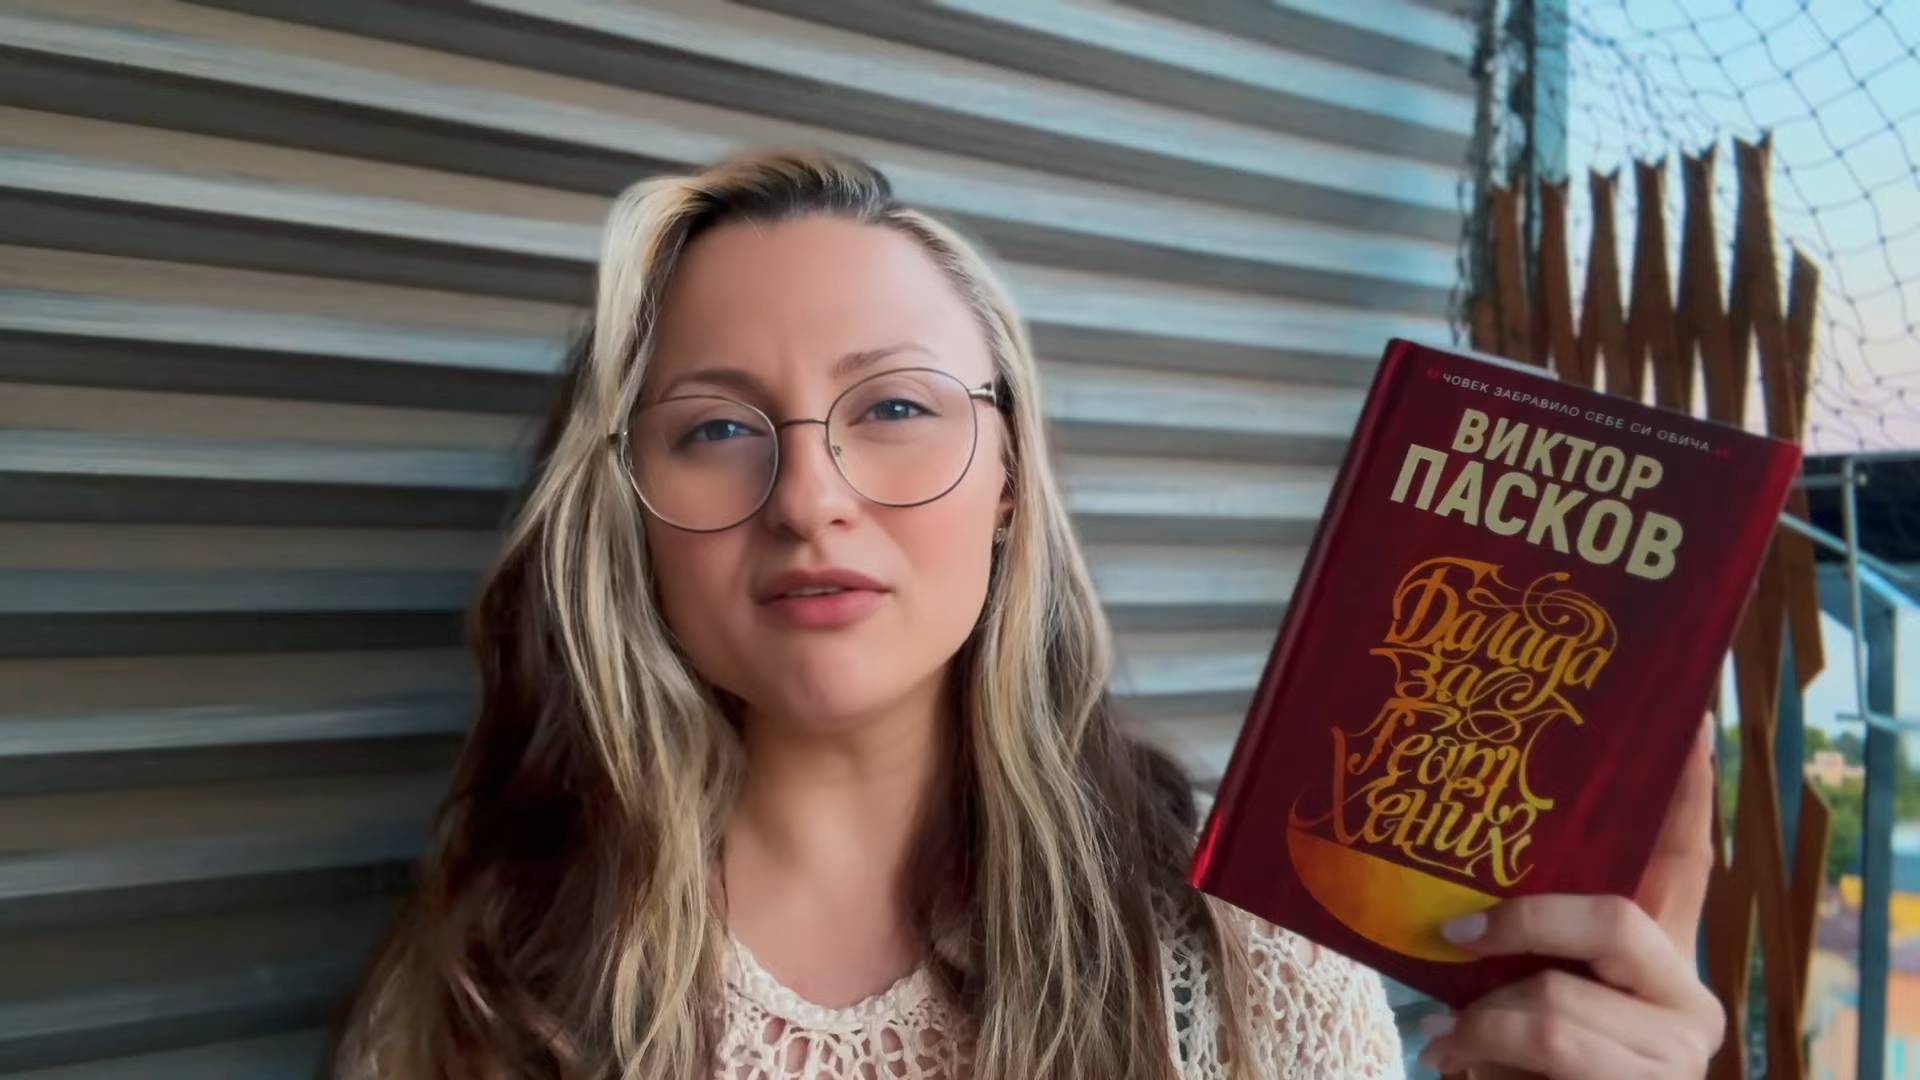 "ЧОВЕК ЗАБРАВИЛО СЕБЕ СИ ОБИЧА..."
ВИКТОР
ПАСКОВ
Балада
За
Георг
Хених